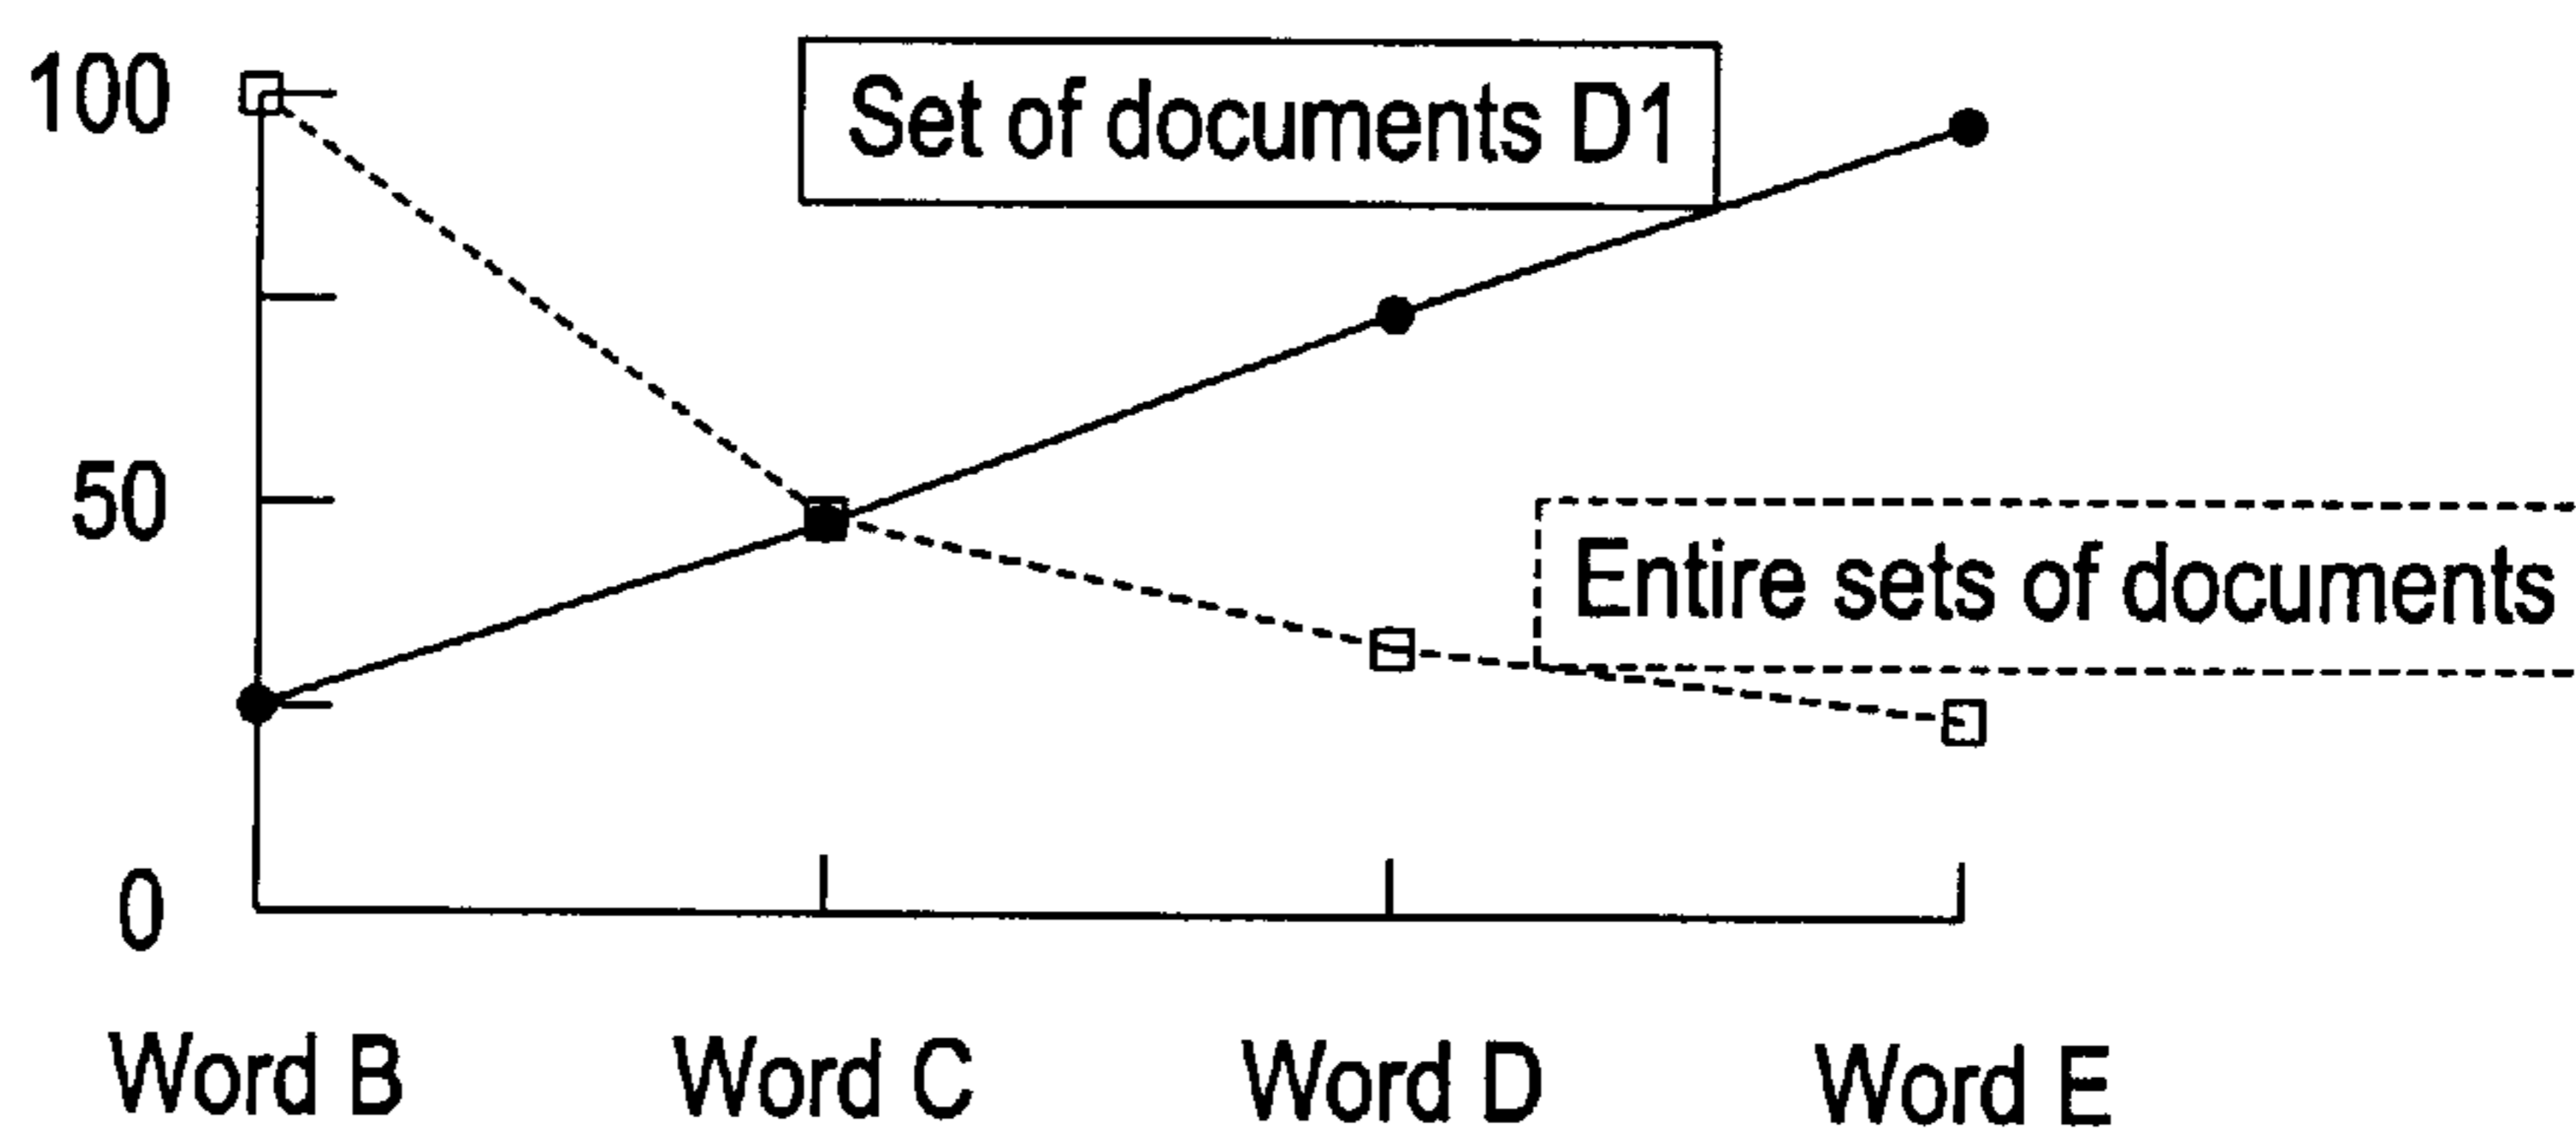 100
Set of documents D1
50
Entire sets of documents
0
Word B Word C Word D Word E